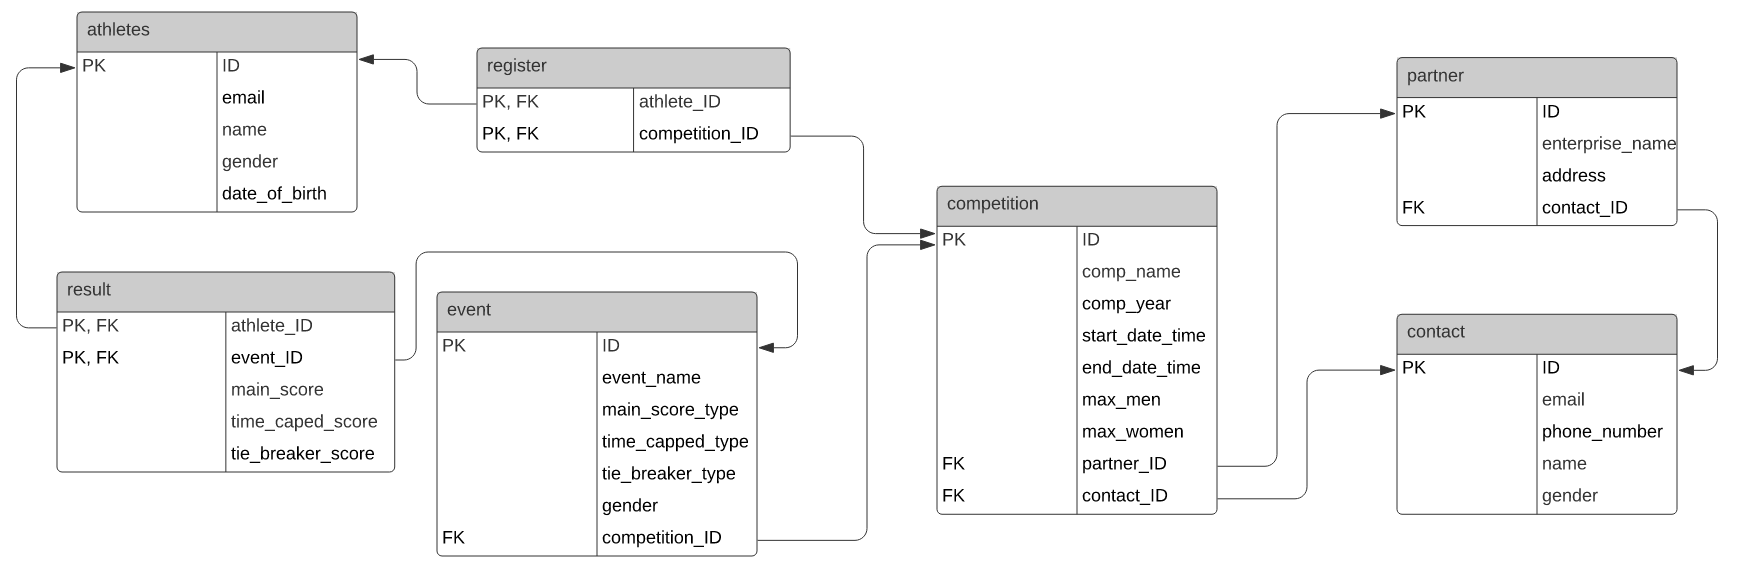 athletes
PK ID
email
name
gender
date_of_birth
register
PK, FK athlete_ID
PK, FK competition_ID
partner
PK ID
enterprise_name
address
FK contact_ID
competition
PK ID
comp_name
comp_year
start_date_time
end_date_time
max_men
max_women
FK partner_ID
FK contact_ID
result
PK, FK athlete_ID
PK, FK event_ID
main_score
time_caped_score
tie_breaker_score
event
PK ID
event_name
main_score_type
time_capped_type
tie_breaker_type
gender
FK competition_ID
contact
PK ID
email
phone_number
name
gender